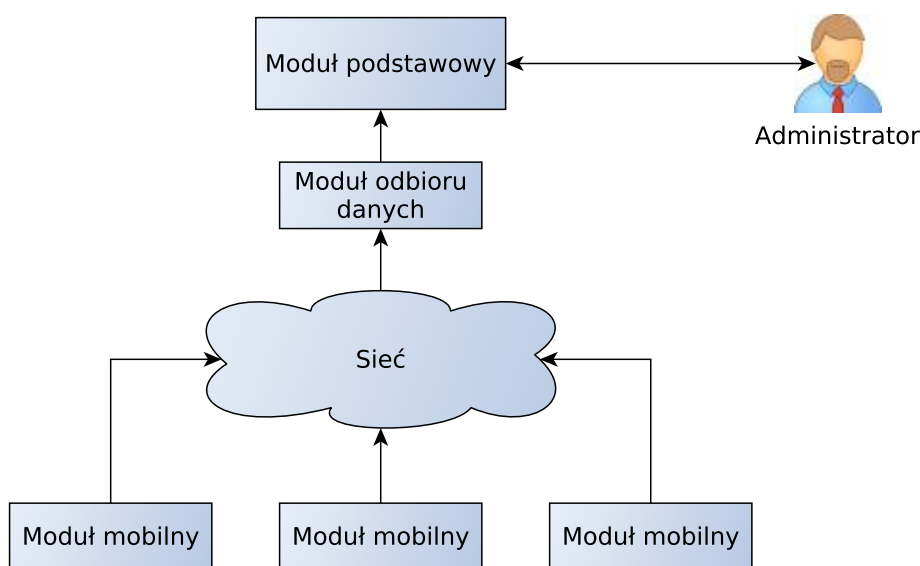 Moduł podstawowy
Administrator
Moduł odbioru
danych
Sieć
Moduł mobilny
Moduł mobilny
Moduł mobilny